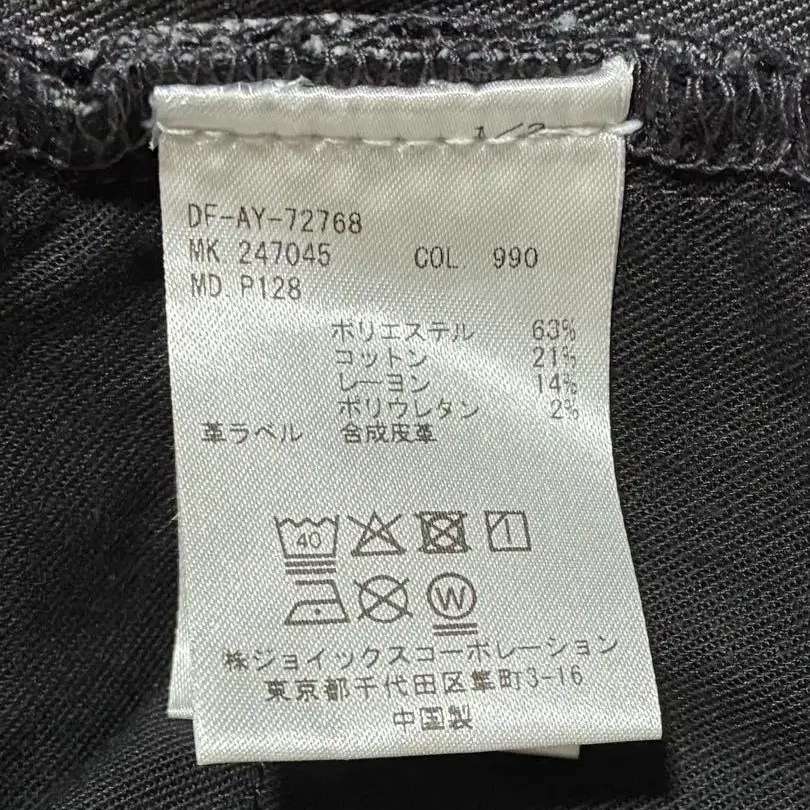 DF-AY-72768
MK. 247045 COL. 990
MD. P128
ポリエステル 63%
コットン 21%
レーヨン 14%
ポリウレタン 2%
革ラベル 合成皮革
40
W
株ジョイックスコーポレーション
東京都千代田区隼町3-16
中国製